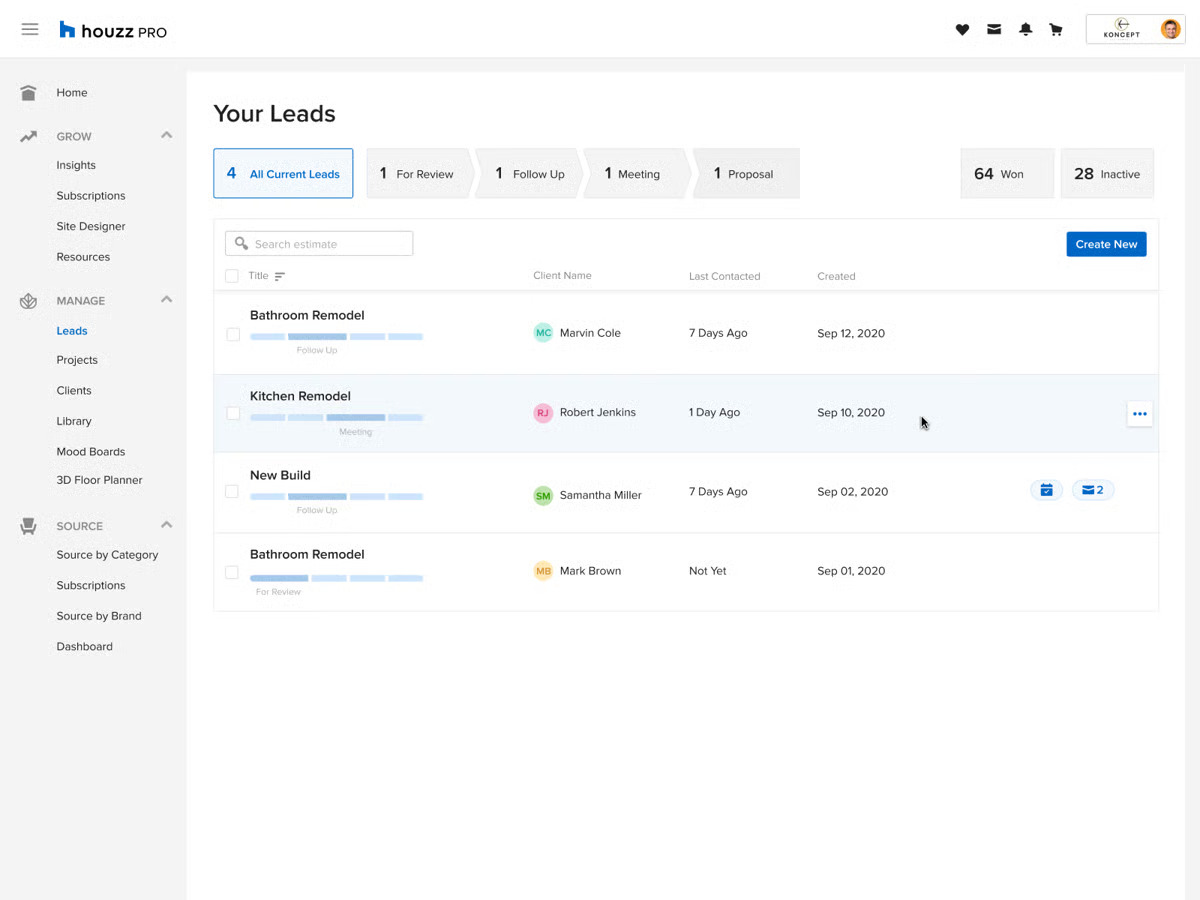 houzz PRO
KONCEPT
Home
GROW
Insights
Subscriptions
Site Designer
Resources
MANAGE
Leads
Projects
Clients
Library
Mood Boards
3D Floor Planner
SOURCE
Source by Category
Subscriptions
Source by Brand
Dashboard
Your Leads
4 All Current Leads
1 For Review
1 Follow Up
1 Meeting
1 Proposal
64 Won
28 Inactive
Search estimate
Create New
Title Client Name Last Contacted Created
Bathroom Remodel
Follow Up
MC Marvin Cole 7 Days Ago Sep 12, 2020
Kitchen Remodel
Meeting
RJ Robert Jenkins 1 Day Ago Sep 10, 2020
New Build
Follow Up
SM Samantha Miller 7 Days Ago Sep 02, 2020 2
Bathroom Remodel
For Review
MB Mark Brown Not Yet Sep 01, 2020